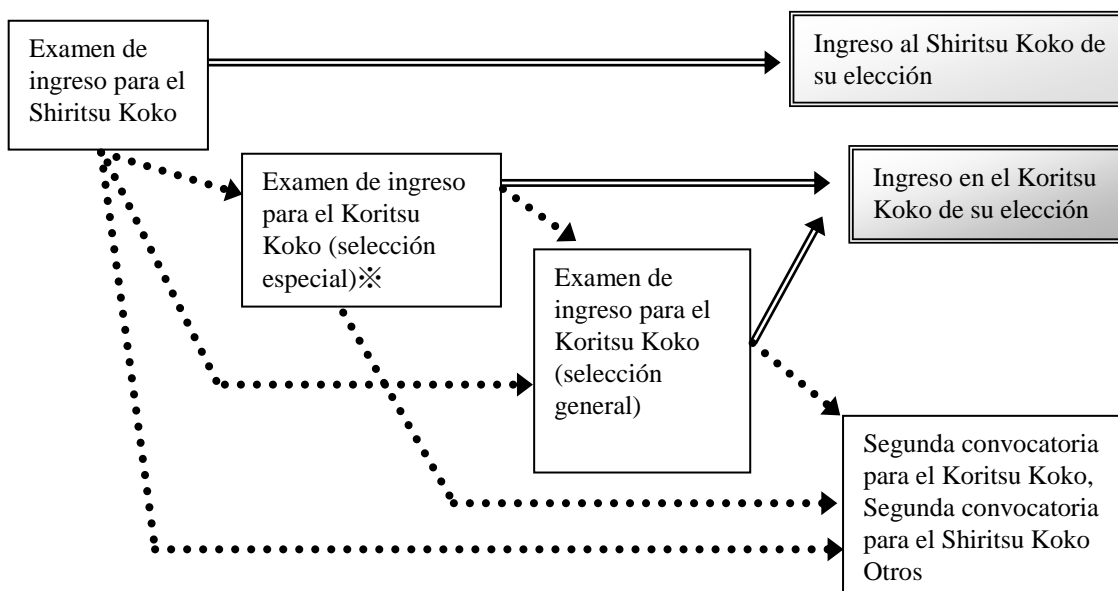 Examen de
ingreso para el
Shiritsu Koko
Ingreso al Shiritsu Koko de
su elección
Examen de ingreso
para el Koritsu
Koko (selección
especial)※
Ingreso en el Koritsu
Koko de su elección
Examen de
ingreso para el
Koritsu Koko
(selección
general)
Segunda convocatoria
para el Koritsu Koko,
Segunda convocatoria
para el Shiritsu Koko
Otros